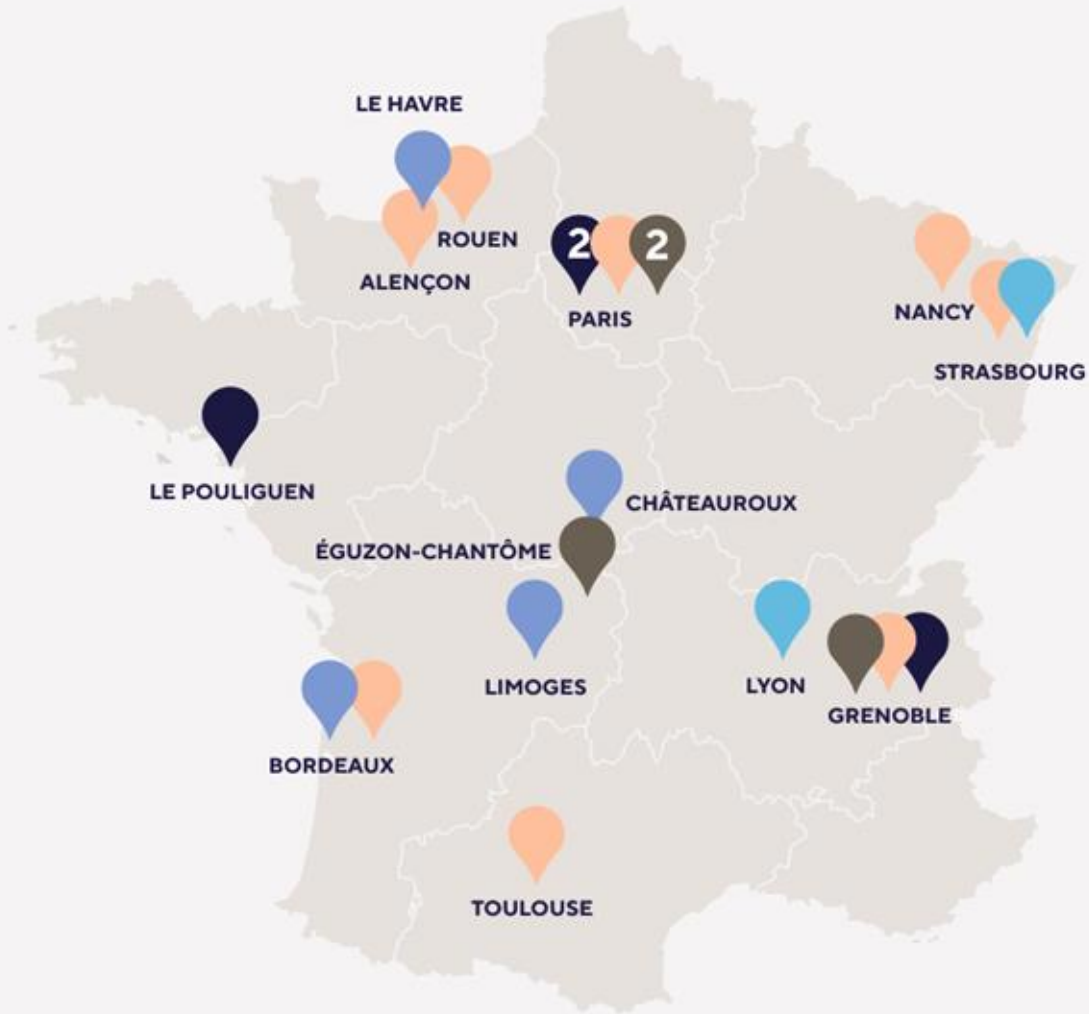 LE HAVRE
ROUEN
ALENÇON
2
2
PARIS
NANCY
STRASBOURG
LE POULIGUEN
CHÂTEAUROUX
ÉGUZON-CHANTÔME
LIMOGES
LYON
GRENOBLE
BORDEAUX
TOULOUSE